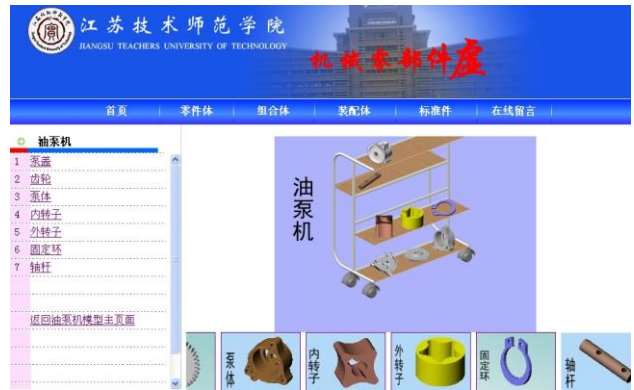 江苏技术师范学院
JIANGSU TEACHERS UNIVERSITY OF TECHNOLOGY
机械零部件虚
首页 零件体 组合体 装配体 标准件 在线留言
油泵机
1 泵盖
2 齿轮
3 泵体
4 内转子
5 外转子
6 固定环
7 轴杆
返回油泵机模型主页面
油泵机
泵体
内转子
外转子
固定环
轴杆